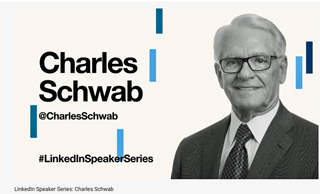 Charles
Schwab
@CharlesSchwab
#LinkedInSpeakerSeries
LinkedIn Speaker Series: Charles Schwab